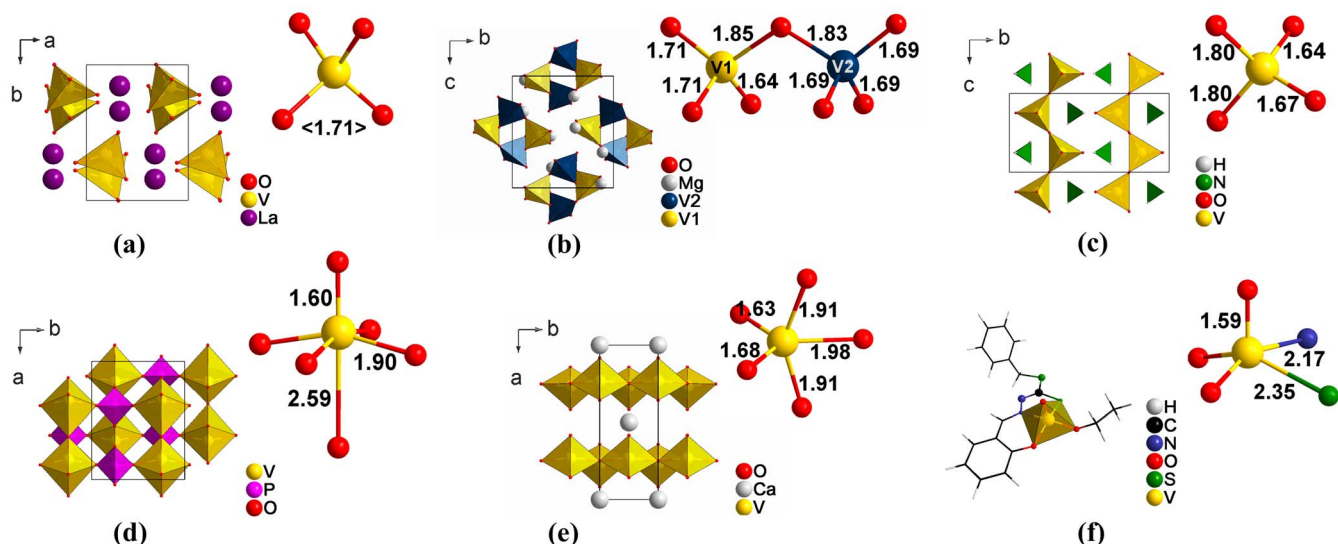 a
b
<1.71>
O
V
La
(a)
b
c
1.71
1.85
1.83
1.69
V1
V2
1.71
1.64
1.69
1.69
O
Mg
V2
V1
(b)
b
c
1.80
1.64
1.80
1.67
H
N
O
V
(c)
b
a
1.60
1.90
2.59
V
P
O
(d)
b
a
1.63
1.91
1.68
1.98
1.91
O
Ca
V
(e)
1.59
2.17
2.35
H
C
N
O
S
V
(f)